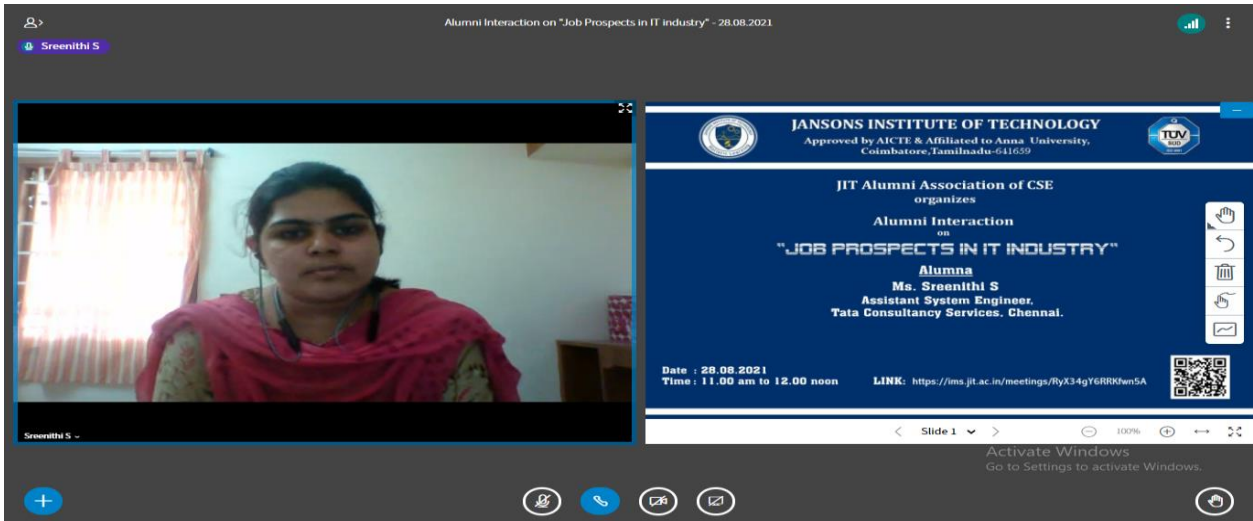 Alumni Interaction on "Job Prospects in IT industry" - 28.08.2021
Sreenithi S
Sreenithi S
JANSONS INSTITUTE OF TECHNOLOGY
Approved by AICTE & Affiliated to Anna University,
Coimbatore,Tamilnadu-641659
TÜV
SÜD
JIT Alumni Association of CSE
organizes
Alumni Interaction
on
"JOB PROSPECTS IN IT INDUSTRY"
Alumna
Ms. Sreenithi S
Assistant System Engineer,
Tata Consultancy Services, Chennai.
Date : 28.08.2021
Time : 11.00 am to 12.00 noon
LINK: https://ims.jit.ac.in/meetings/RyX34gY6RRKfwn5A
Slide 1
100%
Activate Windows
Go to Settings to activate Windows.